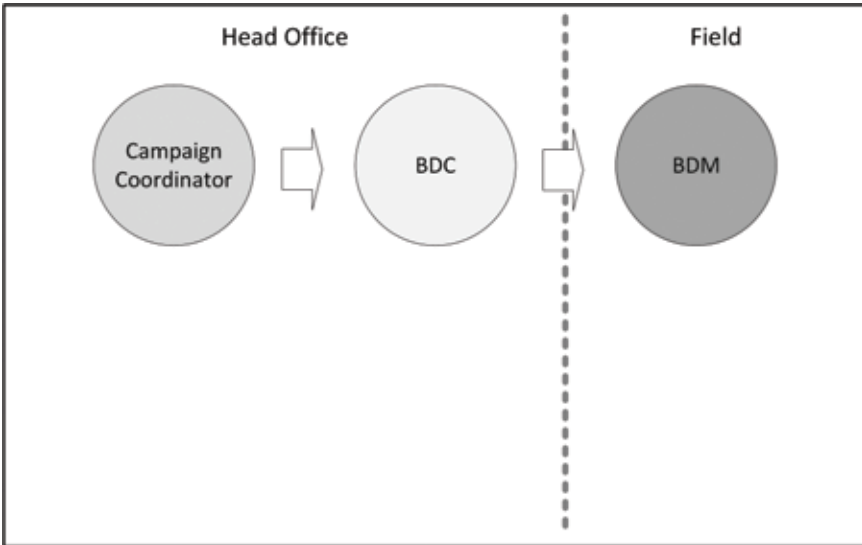 Head Office
Field
Campaign
Coordinator
BDC
BDM